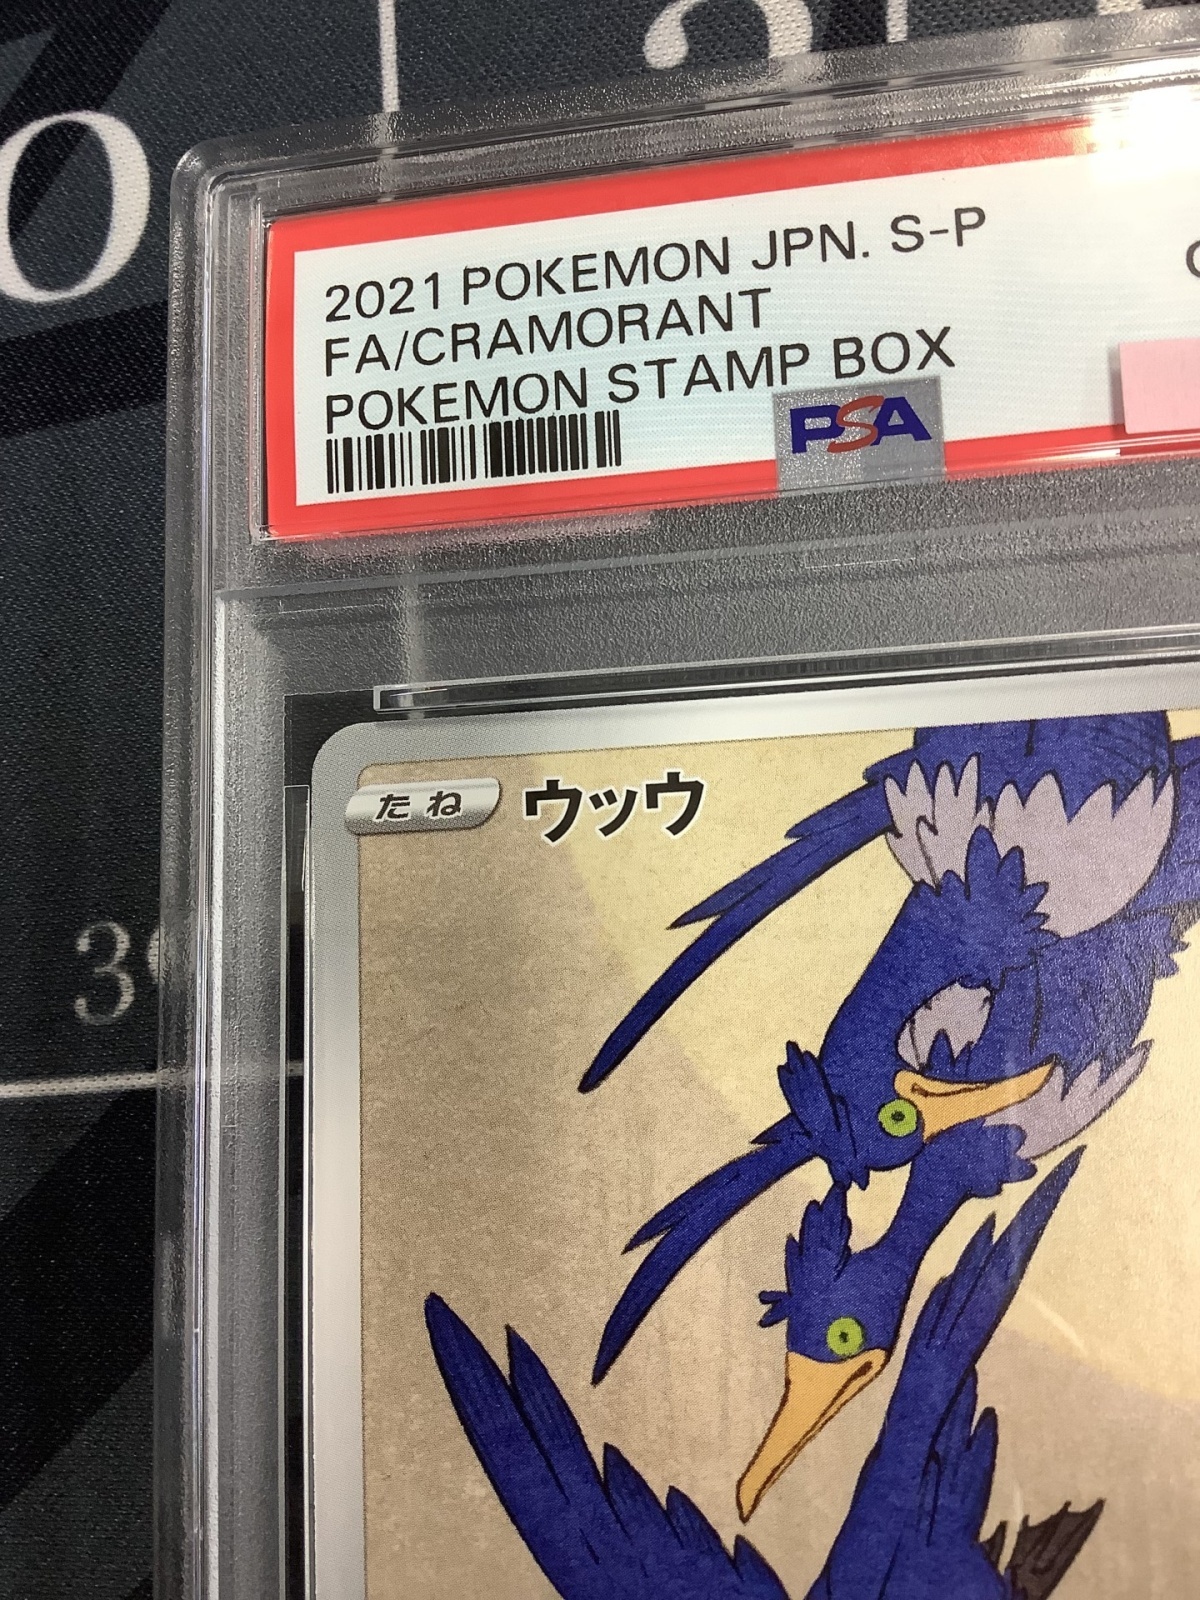 2021 POKEMON JPN. S-P
FA/CRAMORANT
POKEMON STAMP BOX
PSA
たね ウッウ